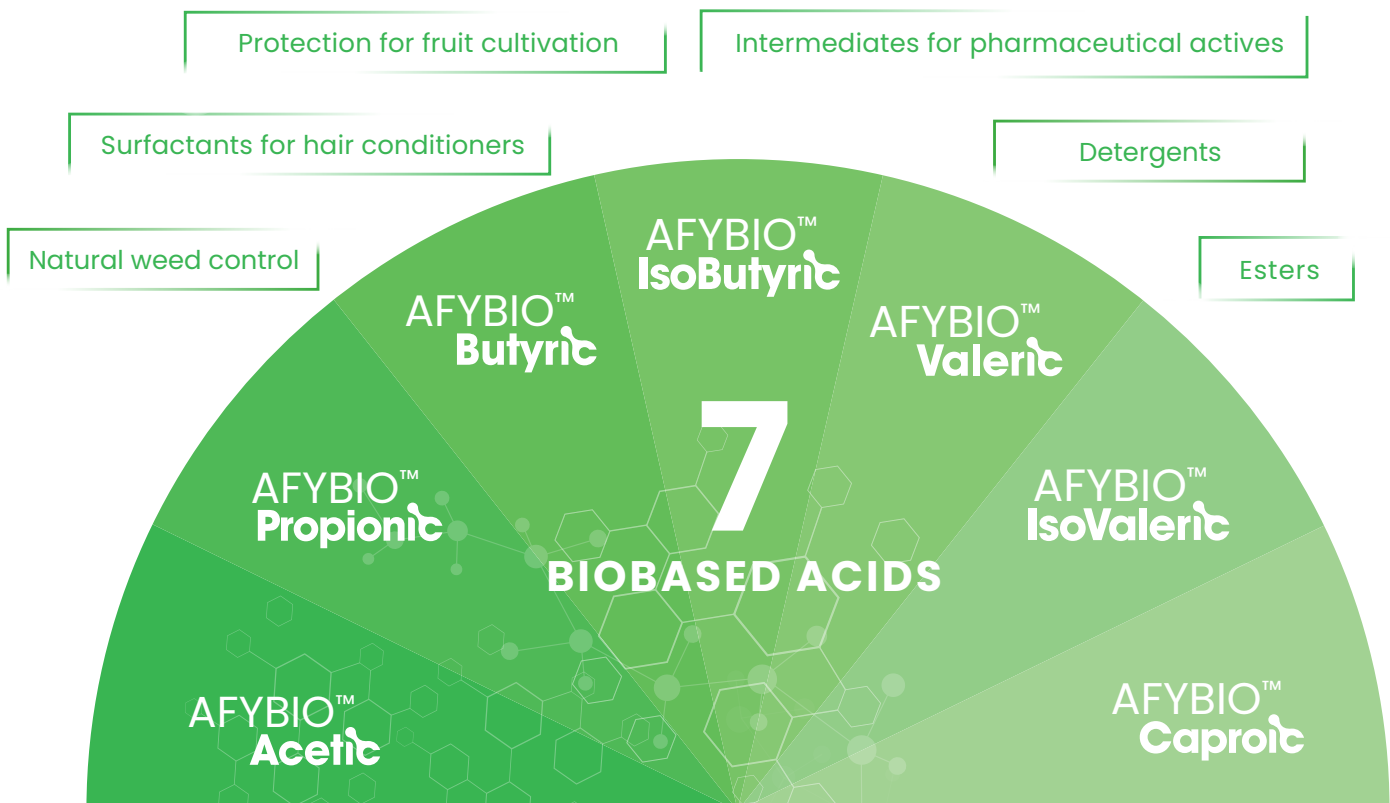 Protection for fruit cultivation
Intermediates for pharmaceutical actives
Surfactants for hair conditioners
Detergents
Natural weed control
Esters
AFYBIO™
IsoButyric
AFYBIO™
Butyric
AFYBIO™
Valeric
AFYBIO™
Propionic
AFYBIO™
IsoValeric
7
BIOBASED ACIDS
AFYBIO™
Acetic
AFYBIO™
Caproic